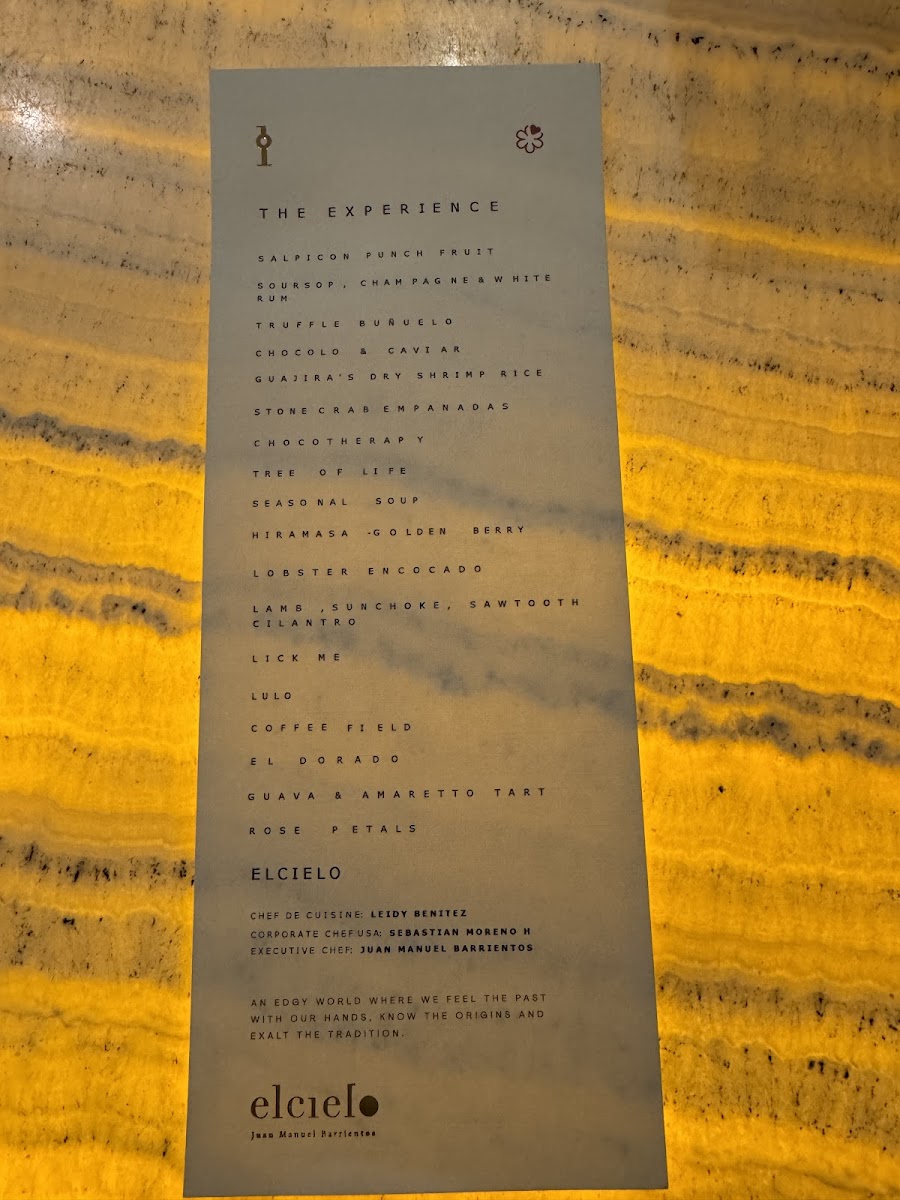 THE EXPERIENCE
SALPICON PUNCH FRUIT
SOURSOP, CHAMPAGNE & WHITE
RUM
TRUFFLE BUÑUELO
CHOCOLO & CAVIAR
GUAJIRA'S DRY SHRIMP RICE
STONE CRAB EMPANADAS
CHOCOTHERAPY
TREE OF LIFE
SEASONAL SOUP
HIRAMASA -GOLDEN BERRY
LOBSTER ENCOCADO
LAMB ,SUNCHOKE, SAWTOOTH
CILANTRO
LICK ME
LULO
COFFEE FIELD
EL DORADO
GUAVA & AMARETTO TART
ROSE PETALS
ELCIELO
CHEF DE CUISINE: LEIDY BENITEZ
CORPORATE CHEF USA: SEBASTIAN MORENO H
EXECUTIVE CHEF: JUAN MANUEL BARRIENTOS
AN EDGY WORLD WHERE WE FEEL THE PAST
WITH OUR HANDS, KNOW THE ORIGINS AND
EXALT THE TRADITION.
elcielo
Juan Manuel Barrientos